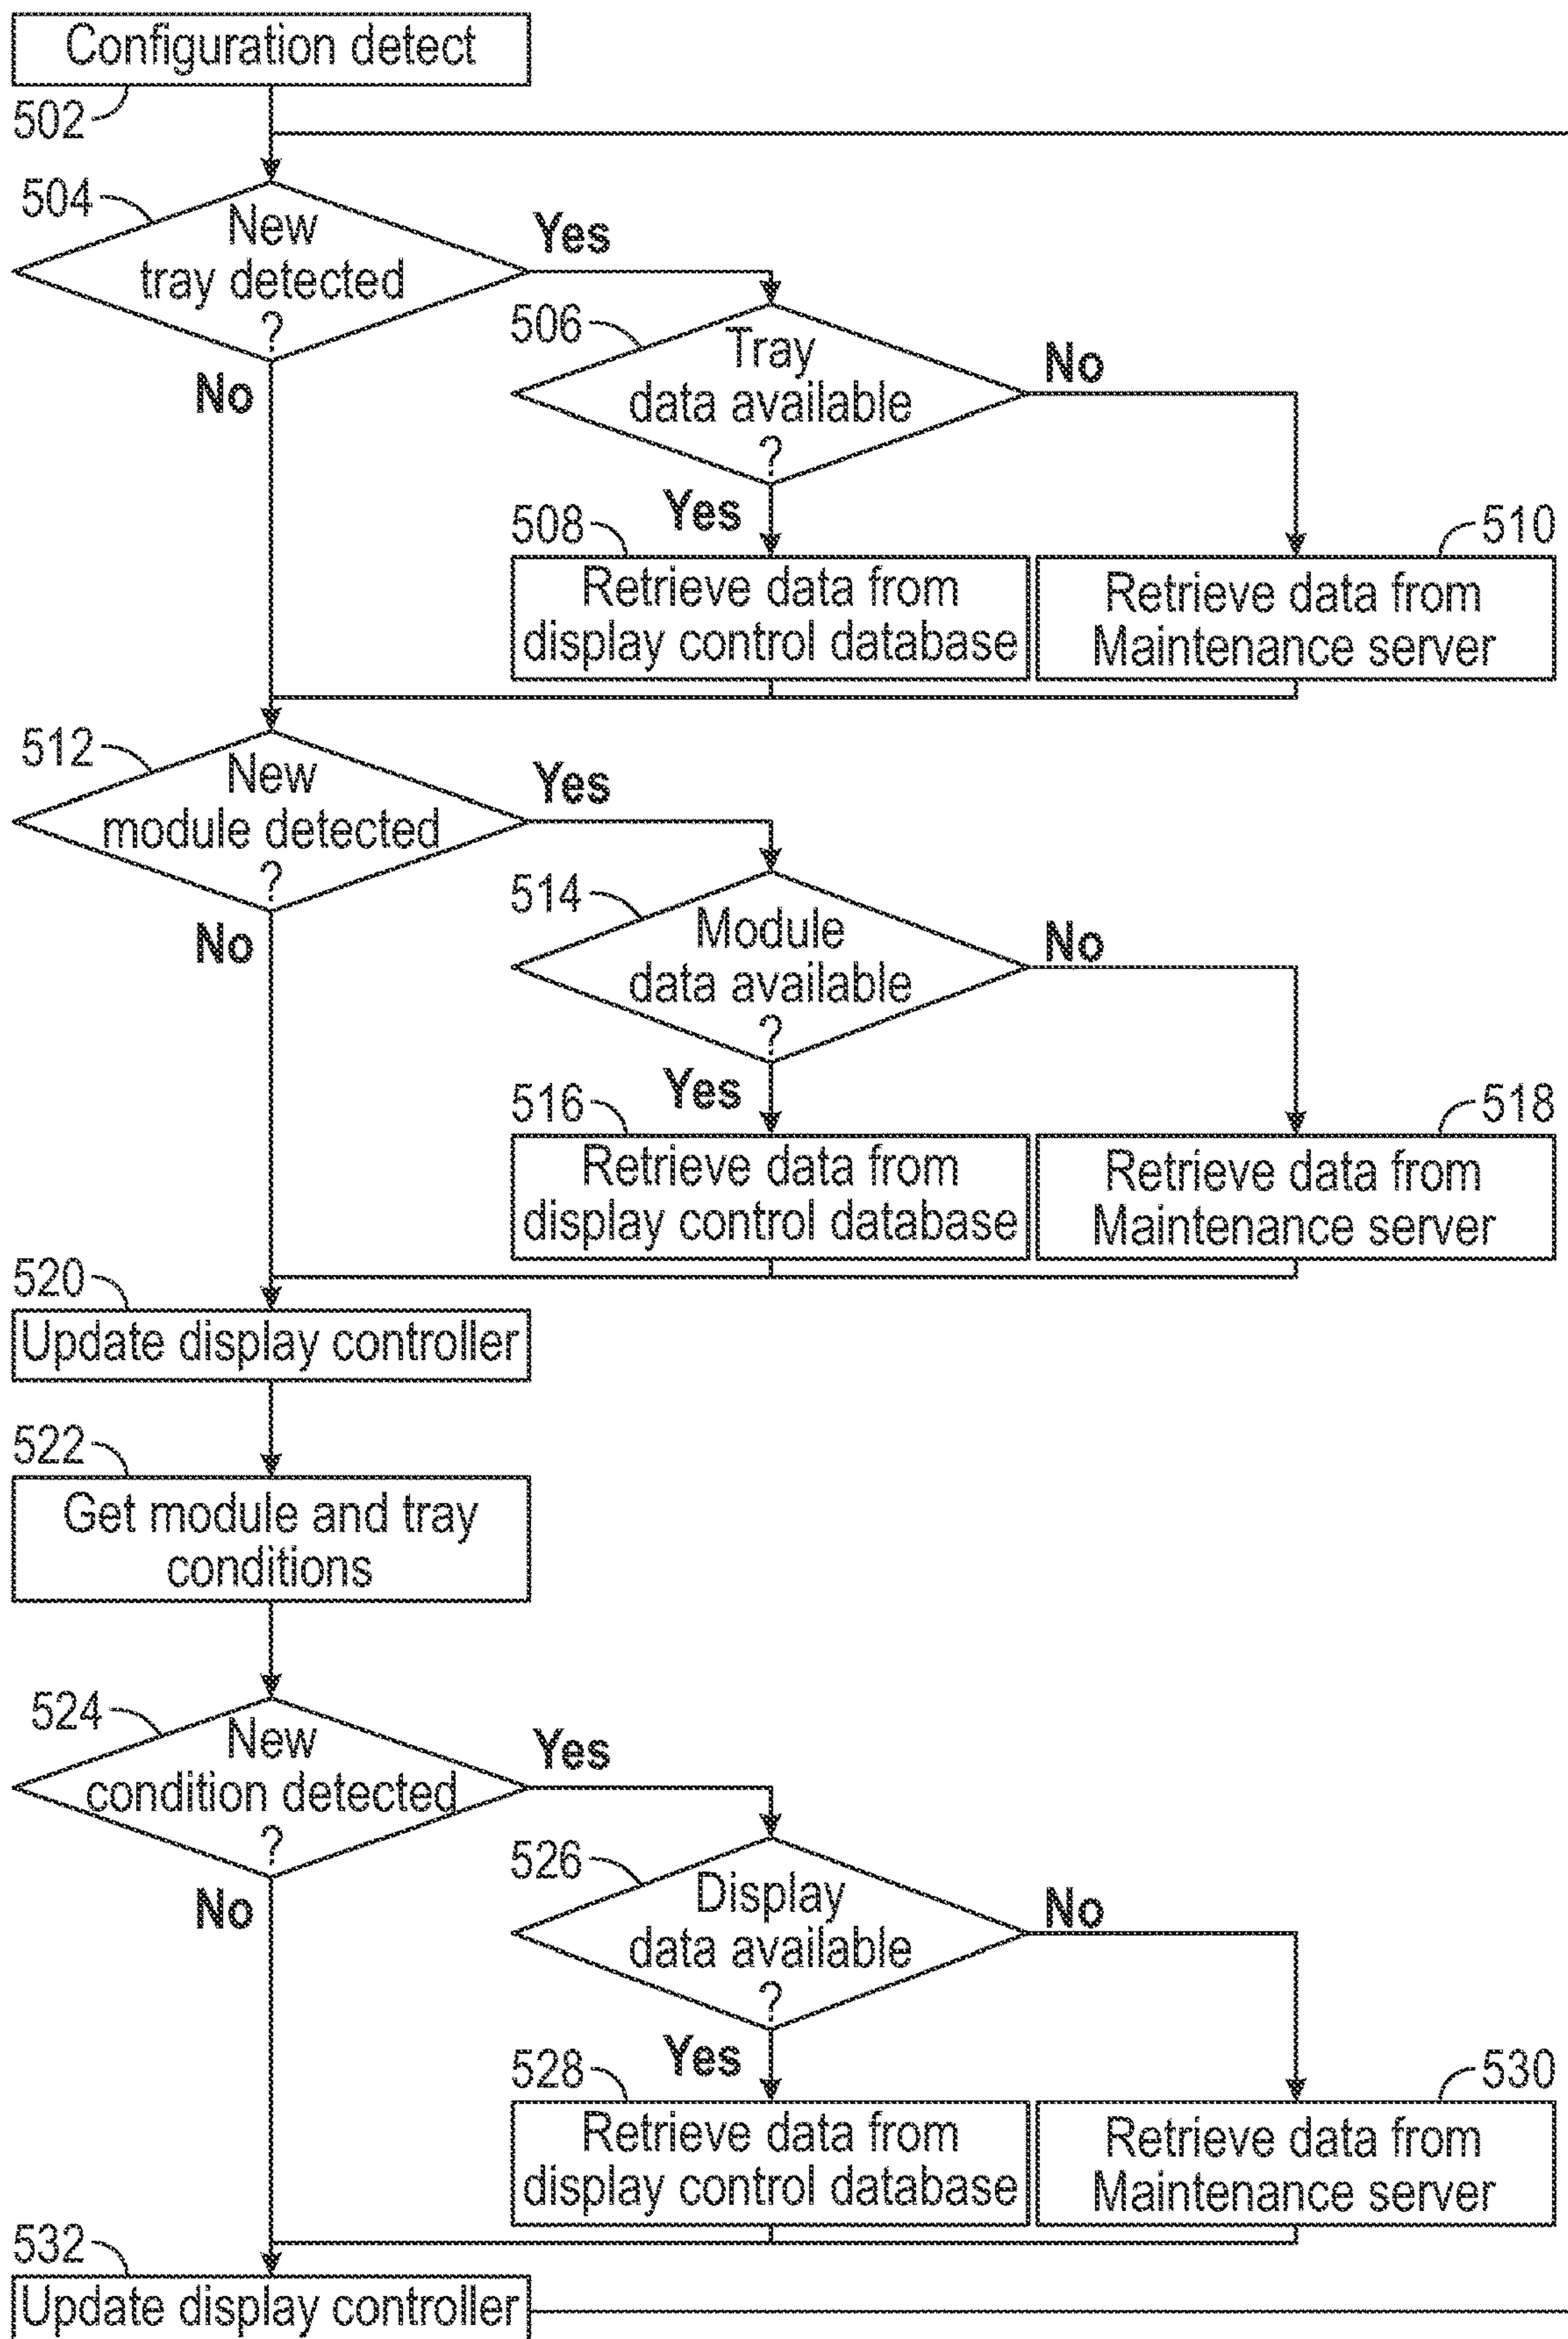 Configuration detect
502
504
New
tray detected
?
Yes
No
506
Tray
data available
?
No
Yes
508
Retrieve data from
display control database
510
Retrieve data from
Maintenance server
512
New
module detected
?
Yes
No
514
Module
data available
?
No
Yes
516
Retrieve data from
display control database
518
Retrieve data from
Maintenance server
520
Update display controller
522
Get module and tray
conditions
524
New
condition detected
?
Yes
No
526
Display
data available
?
No
Yes
528
Retrieve data from
display control database
530
Retrieve data from
Maintenance server
532
Update display controller